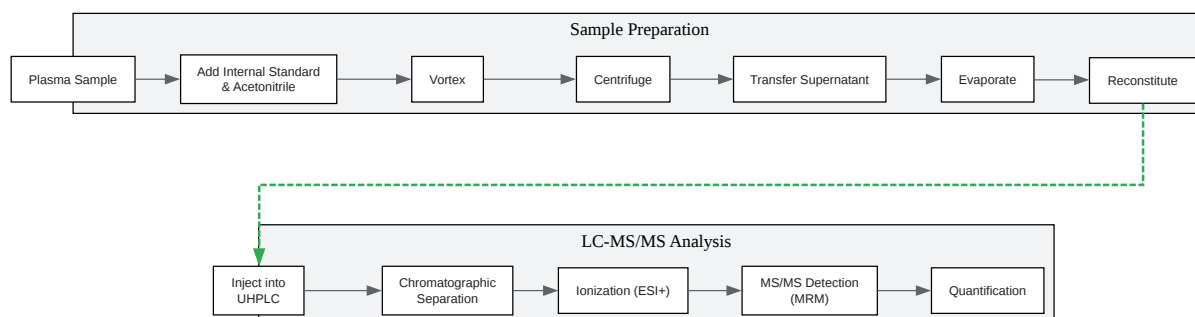 Sample Preparation
Plasma Sample
Add Internal Standard
& Acetonitrile
Vortex
Centrifuge
Transfer Supernatant
Evaporate
Reconstitute
LC-MS/MS Analysis
Inject into
UHPLC
Chromatographic
Separation
Ionization (ESI+)
MS/MS Detection
(MRM)
Quantification